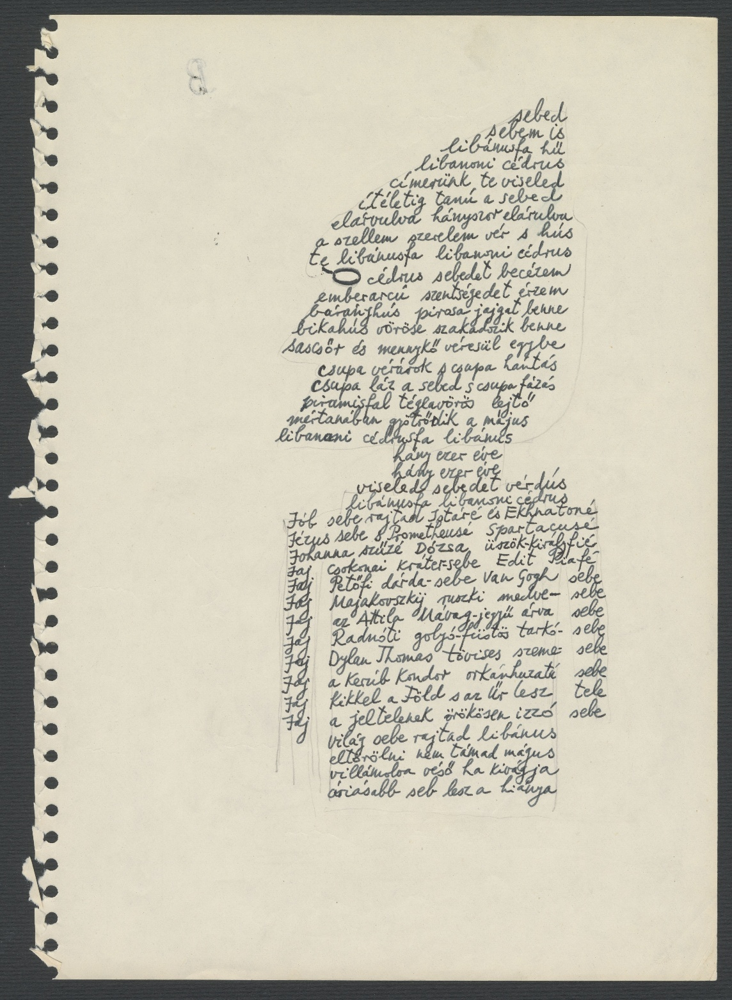 B
sebed
sebem is
libánusfa hű
libanoni cédrus
címerünk te viseled
ítéletig tanú a sebed
elárvulva hányszor elárulva
a szellem szerelem vér s hús
te libánusfa libanoni cédrus
O cédrus sebedet becézem
emberarcú szentségedet érzem
bárányhús pirosa jajgat benne
bikahús vöröse szakadozik benne
sascsőr és mennykő véresül egybe
csupa vérárok s csupa hántás
csupa láz a sebed s csupa fázás
piramisfal téglavörös lejtő
mértanában gyötrődik a május
libanoni cédrusfa libánus
hány ezer éve
hány ezer éve
viseled sebedet vérdús
libánusfa libanoni cédrus
Jób sebe rajtad Istáré és Ekhnatoné
Jézus sebe s Prometheusé Spartacusé
Johanna szűzé Dózsa üszök-királyfié
Jaj Csokonai kráter-sebe Edit Piafé
Jaj Petőfi dárda-sebe Van Gogh sebe
Jaj Majakovszkij ruszki medve- sebe
Jaj az Attila Mávag-jegyű árva sebe
Jaj Radnóti golyó-füstös tarkó- sebe
Jaj Dylan Thomas tövises szeme- sebe
Jaj a Kerúb Kondor orkánhuzatú sebe
Jaj Kikkel a Föld s az Űr lesz tele
Jaj a jeltelenek örökösen izzó sebe
világ sebe rajtad libánus
eltörölni nem támad mágus
villámolva véső ha kivágja
óriásabb seb lesz a hiánya